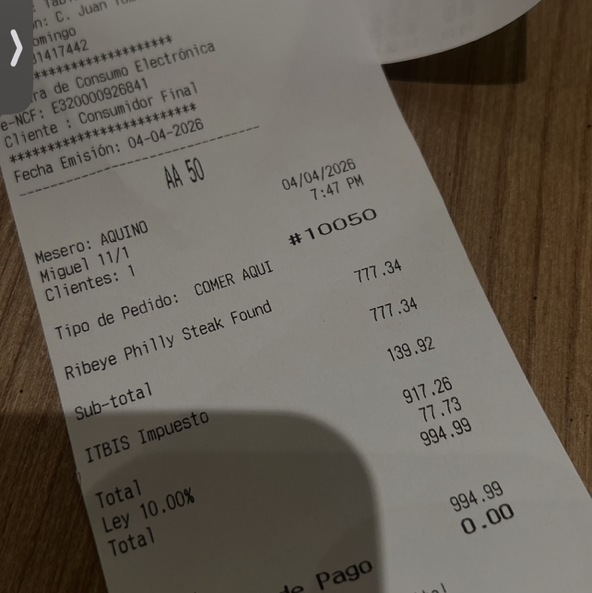 omingo
1417442
*************************
ra de Consumo Electrónica
e-NCF: E320000926841
Cliente : Consumidor Final
*************************
Fecha Emisión: 04-04-2026
AA 50
04/04/2026
7:47 PM
Mesero: AQUINO
Miguel 11/1
Clientes: 1
#10050
Tipo de Pedido: COMER AQUI
Ribeye Philly Steak Found 777.34
Sub-total 777.34
ITBIS Impuesto 139.92
Total 917.26
Ley 10.00% 77.73
Total 994.99
994.99
0.00
de Pago